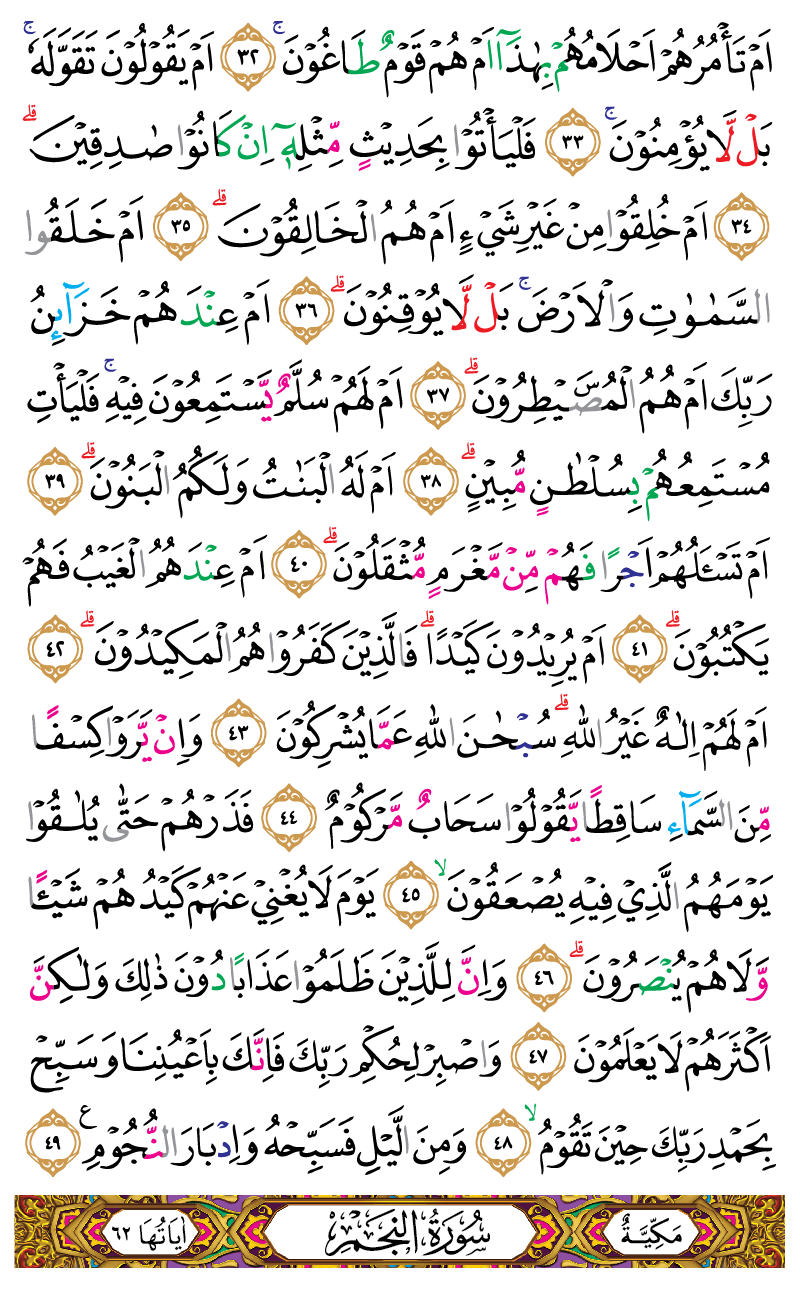 اَمْ تَأْمُرُهُمْ اَحْلَامُهُمْ بِهٰذَآ اَمْ هُمْ قَوْمٌ طَاغُوْنَۚ ٣٢ اَمْ يَقُوْلُوْنَ تَقَوَّلَهٗۚ
بَلْ لَّا يُؤْمِنُوْنَۚ ٣٣ فَلْيَأْتُوْا بِحَدِيْثٍ مِّثْلِهٖٓ اِنْ كَانُوْا صٰدِقِيْنَۗ
٣٤ اَمْ خُلِقُوْا مِنْ غَيْرِ شَيْءٍ اَمْ هُمُ الْخَالِقُوْنَۗ ٣٥ اَمْ خَلَقُوا
السَّمٰوٰتِ وَالْاَرْضَۚ بَلْ لَّا يُوْقِنُوْنَۗ ٣٦ اَمْ عِنْدَهُمْ خَزَاۤىِٕنُ
رَبِّكَ اَمْ هُمُ الْمُصَۣيْطِرُوْنَۗ ٣٧ اَمْ لَهُمْ سُلَّمٌ يَّسْتَمِعُوْنَ فِيْهِۚ فَلْيَأْتِ
مُسْتَمِعُهُمْ بِسُلْطٰنٍ مُّبِيْنٍۗ ٣٨ اَمْ لَهُ الْبَنٰتُ وَلَكُمُ الْبَنُوْنَۗ ٣٩
اَمْ تَسْـَٔلُهُمْ اَجْرًا فَهُمْ مِّنْ مَّغْرَمٍ مُّثْقَلُوْنَۗ ٤٠ اَمْ عِنْدَهُمُ الْغَيْبُ فَهُمْ
يَكْتُبُوْنَۗ ٤١ اَمْ يُرِيْدُوْنَ كَيْدًاۗ فَالَّذِيْنَ كَفَرُوْا هُمُ الْمَكِيْدُوْنَۗ ٤٢
اَمْ لَهُمْ اِلٰهٌ غَيْرُ اللّٰهِۗ سُبْحٰنَ اللّٰهِ عَمَّا يُشْرِكُوْنَ ٤٣ وَاِنْ يَّرَوْا كِسْفًا
مِّنَ السَّمَاۤءِ سَاقِطًا يَّقُوْلُوْا سَحَابٌ مَّرْكُوْمٌ ٤٤ فَذَرْهُمْ حَتّٰى يُلٰقُوْا
يَوْمَهُمُ الَّذِيْ فِيْهِ يُصْعَقُوْنَۙ ٤٥ يَوْمَ لَا يُغْنِيْ عَنْهُمْ كَيْدُهُمْ شَيْـًٔا
وَّلَا هُمْ يُنْصَرُوْنَۗ ٤٦ وَاِنَّ لِلَّذِيْنَ ظَلَمُوْا عَذَابًا دُوْنَ ذٰلِكَ وَلٰكِنَّ
اَكْثَرَهُمْ لَا يَعْلَمُوْنَ ٤٧ وَاصْبِرْ لِحُكْمِ رَبِّكَ فَاِنَّكَ بِاَعْيُنِنَا وَسَبِّحْ
بِحَمْدِ رَبِّكَ حِيْنَ تَقُوْمُۙ ٤٨ وَمِنَ الَّيْلِ فَسَبِّحْهُ وَاِدْبَارَ النُّجُوْمِ ع ٤٩
مَكِّيَّةٌ سُوْرَةُ النَّجْمِ اٰيَاتُهَا ٦٢